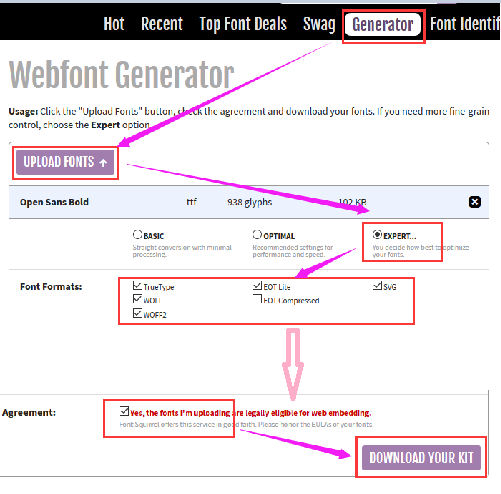 Hot Recent Top Font Deals Swag Generator Font Identif
Webfont Generator
Usage: Click the "Upload Fonts" button, check the agreement and download your fonts. If you need more fine-grain
control, choose the Expert option.
UPLOAD FONTS
Open Sans Bold ttf 938 glyphs 102 KB
BASIC OPTIMAL EXPERT...
Straight conversion with minimal Recommended settings for You decide how best to optimize
processing. performance and speed. your fonts.
Font Formats: TrueType EOT Lite SVG
WOFF EOT Compressed
WOFF2
Agreement: Yes, the fonts I'm uploading are legally eligible for web embedding.
Font Squirrel offers this service in good faith. Please honor the EULAs of your fonts.
DOWNLOAD YOUR KIT